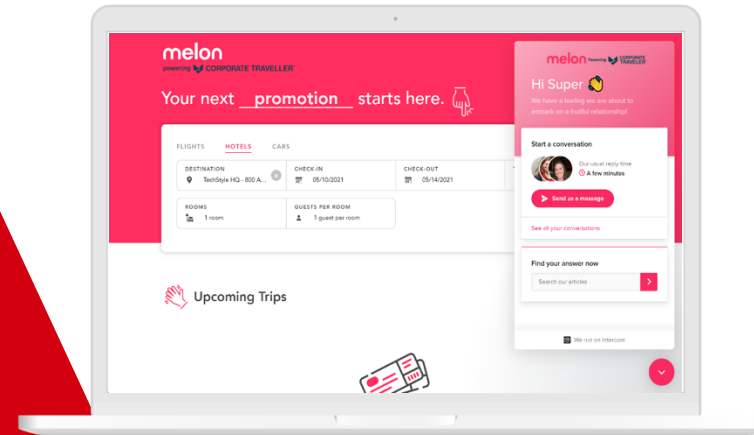 melon
powering CORPORATE TRAVELLER
Your next promotion starts here.
FLIGHTS HOTELS CARS
DESTINATION
TechStyle HQ - 800 A...
CHECK-IN
05/10/2021
CHECK-OUT
05/14/2021
ROOMS
1 room
GUESTS PER ROOM
1 guest per room
Upcoming Trips
melon Powering CORPORATE TRAVELER
Hi Super 👋
We have a feeling we are about to
embark on a fruitful relationship!
Start a conversation
Our usual reply time
A few minutes
Send us a message
See all your conversations
Find your answer now
Search our articles
We run on Intercom